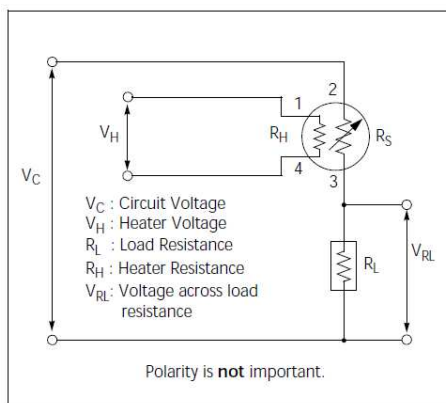 1
2
V_H
R_H
R_S
4
3
V_C
V_C : Circuit Voltage
V_H : Heater Voltage
R_L : Load Resistance
R_H : Heater Resistance
V_RL: Voltage across load
resistance
R_L
V_RL
Polarity is not important.